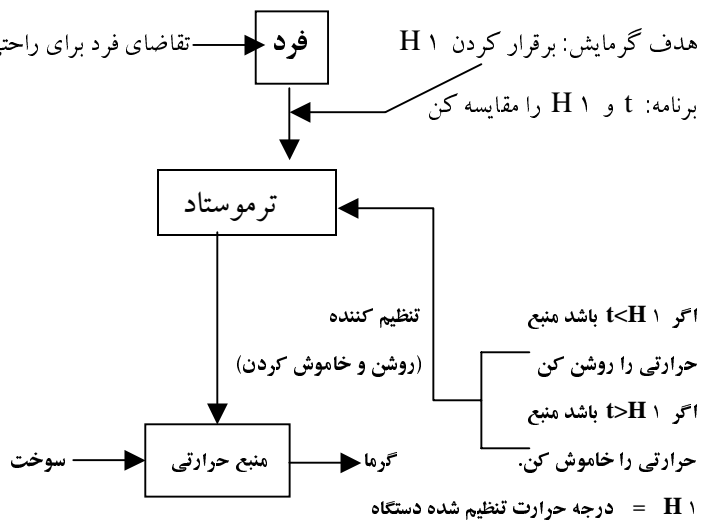 هدف گرمایش: برقرار کردن H ۱
فرد
تقاضای فرد برای
برنامه: t و H ۱ را مقایسه کن
ترموستاد
اگر t<H ۱ باشد منبع
حرارتی را روشن کن
اگر t>H ۱ باشد منبع
حرارتی را خاموش کن.
تنظیم کننده
(روشن و خاموش کردن)
سوخت
منبع حرارتی
گرما
H ۱ = درجه حرارت تنظیم شده دستگاه